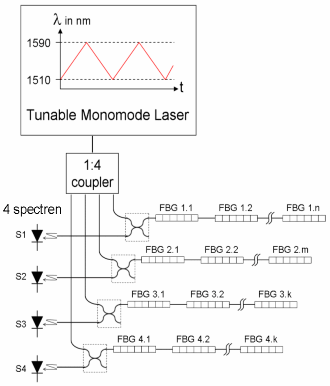 λ in nm
1590
1510
t
Tunable Monomode Laser
1:4
coupler
4 spectren
FBG 1.1 FBG 1.2 FBG 1.n
S1
FBG 2.1 FBG 2.2 FBG 2.m
S2
FBG 3.1 FBG 3.2 FBG 3.k
S3
FBG 4.1 FBG 4.2 FBG 4.k
S4